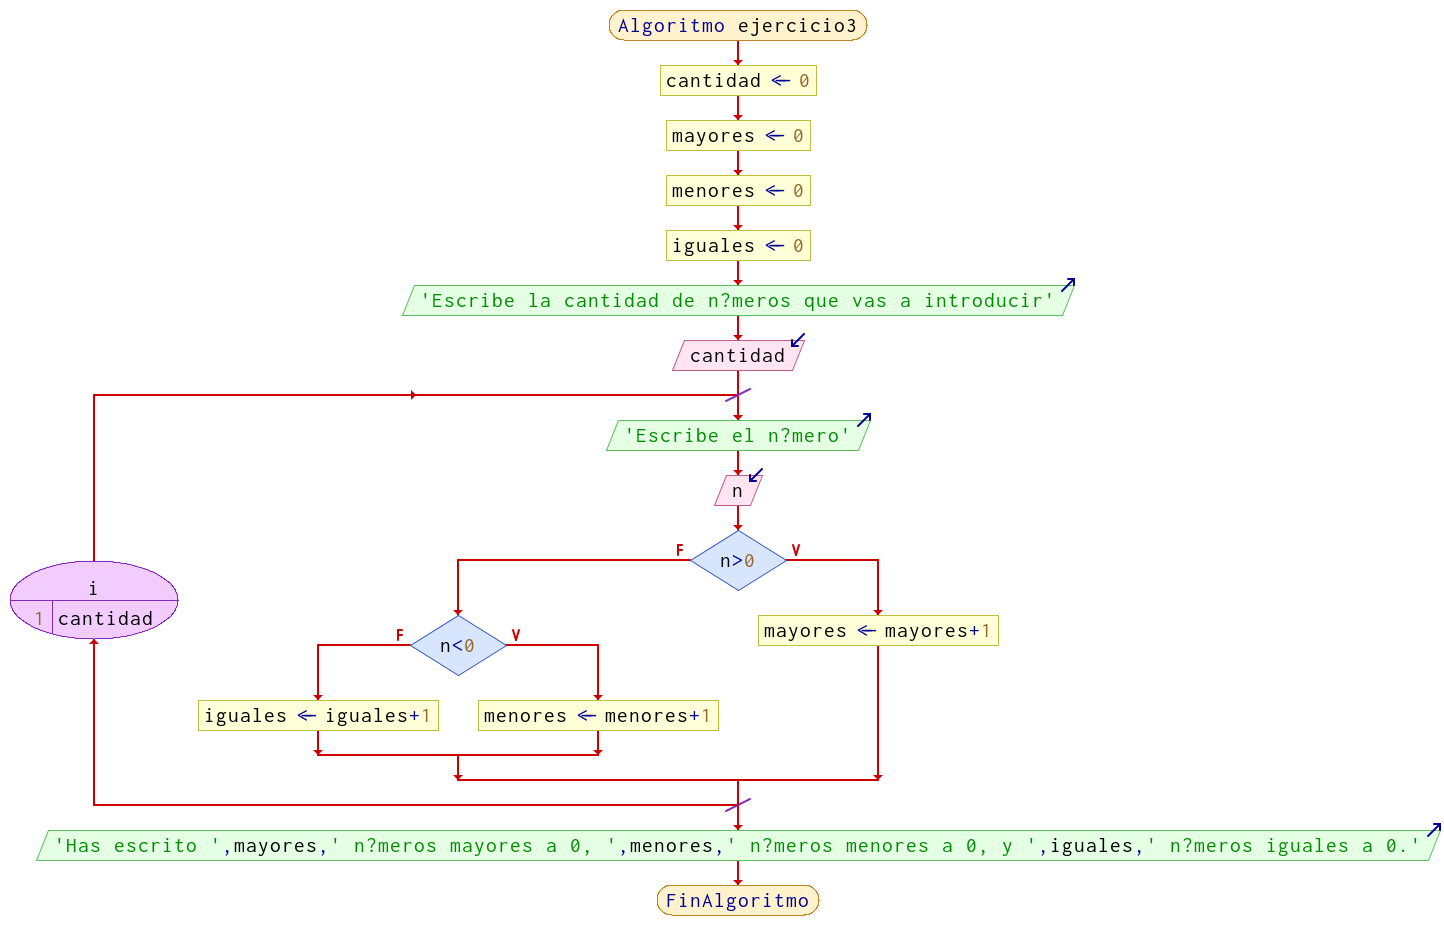 Algoritmo ejercicio3
cantidad ← 0
mayores ← 0
menores ← 0
iguales ← 0
'Escribe la cantidad de n?meros que vas a introducir'
cantidad
'Escribe el n?mero'
n
n>0
F
V
i
1 cantidad
n<0
F
V
mayores ← mayores+1
iguales ← iguales+1
menores ← menores+1
'Has escrito ',mayores,' n?meros mayores a 0, ',menores,' n?meros menores a 0, y ',iguales,' n?meros iguales a 0.'
FinAlgoritmo